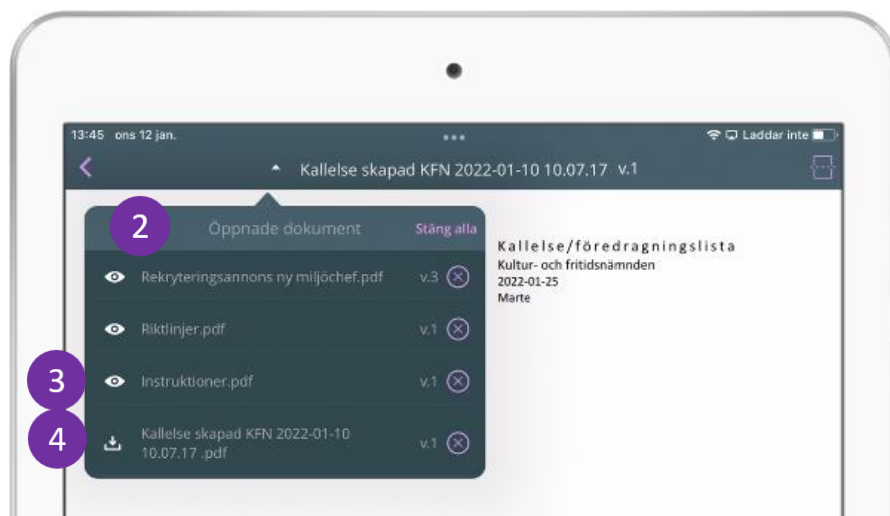 13:45 ons 12 jan.
Laddar inte
Kallelse skapad KFN 2022-01-10 10.07.17 v.1
2
Öppnade dokument Stäng alla
Rekryteringsannons ny miljöchef.pdf v.3
Riktlinjer.pdf v.1
3
Instruktioner.pdf v.1
4
Kallelse skapad KFN 2022-01-10
10.07.17 .pdf v.1
Kallelse/föredragningslista
Kultur- och fritidsnämnden
2022-01-25
Marte